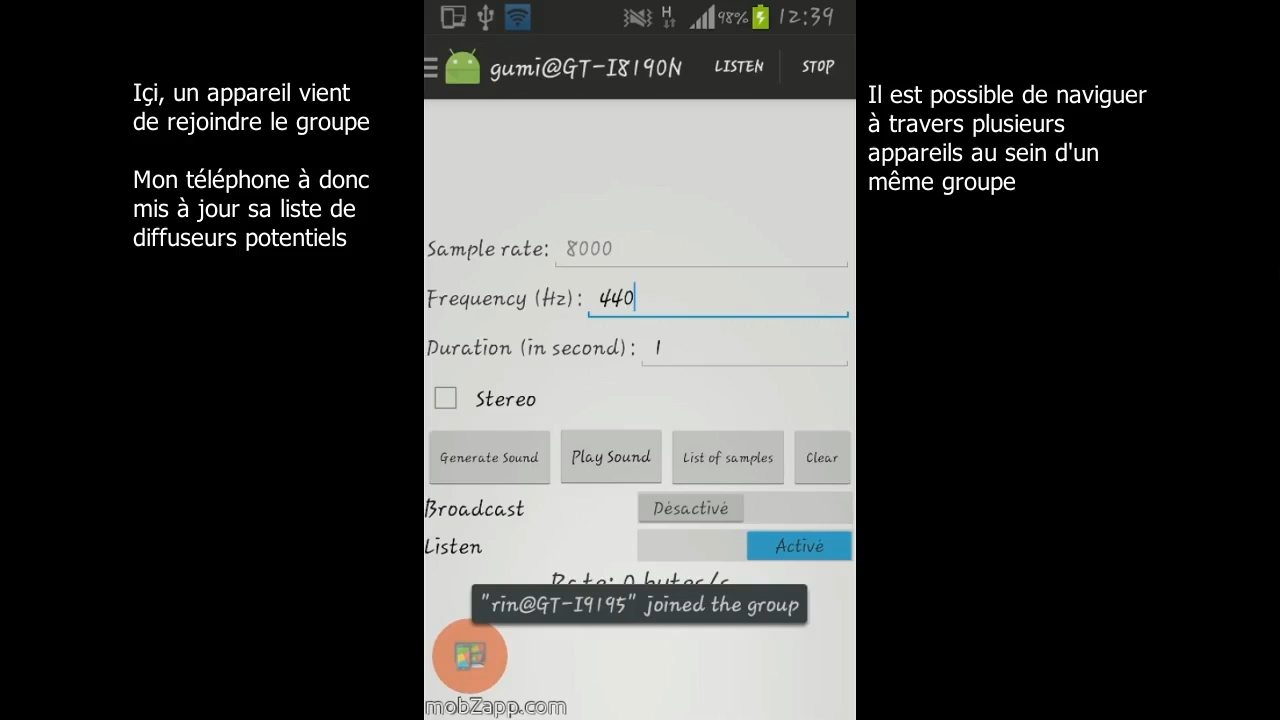 Içi, un appareil vient
de rejoindre le groupe
Mon téléphone à donc
mis à jour sa liste de
diffuseurs potentiels
H 98% 12:39
gumi@GT-I8190N LISTEN STOP
Sample rate: 8000
Frequency (Hz): 440
Duration (in second): 1
Stereo
Generate Sound Play Sound List of samples Clear
Broadcast Désactivé
Listen Activé
Rate: 0 bytes/s
"rin@GT-I9195" joined the group
mobZapp.com
Il est possible de naviguer
à travers plusieurs
appareils au sein d'un
même groupe